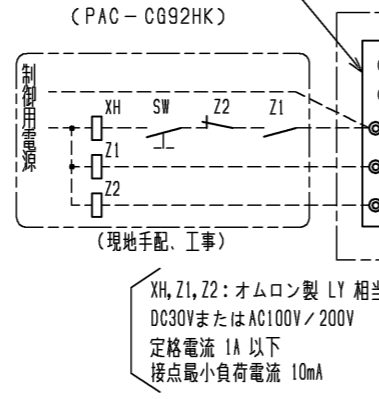 (PAC-CG92HK)
制御用電源
XH SW Z2 Z1
Z1
Z2
(現地手配、工事)
XH,Z1,Z2:オムロン製 LY 相当
DC30VまたはAC100V/200V
定格電流 1A 以下
接点最小負荷電流 10mA